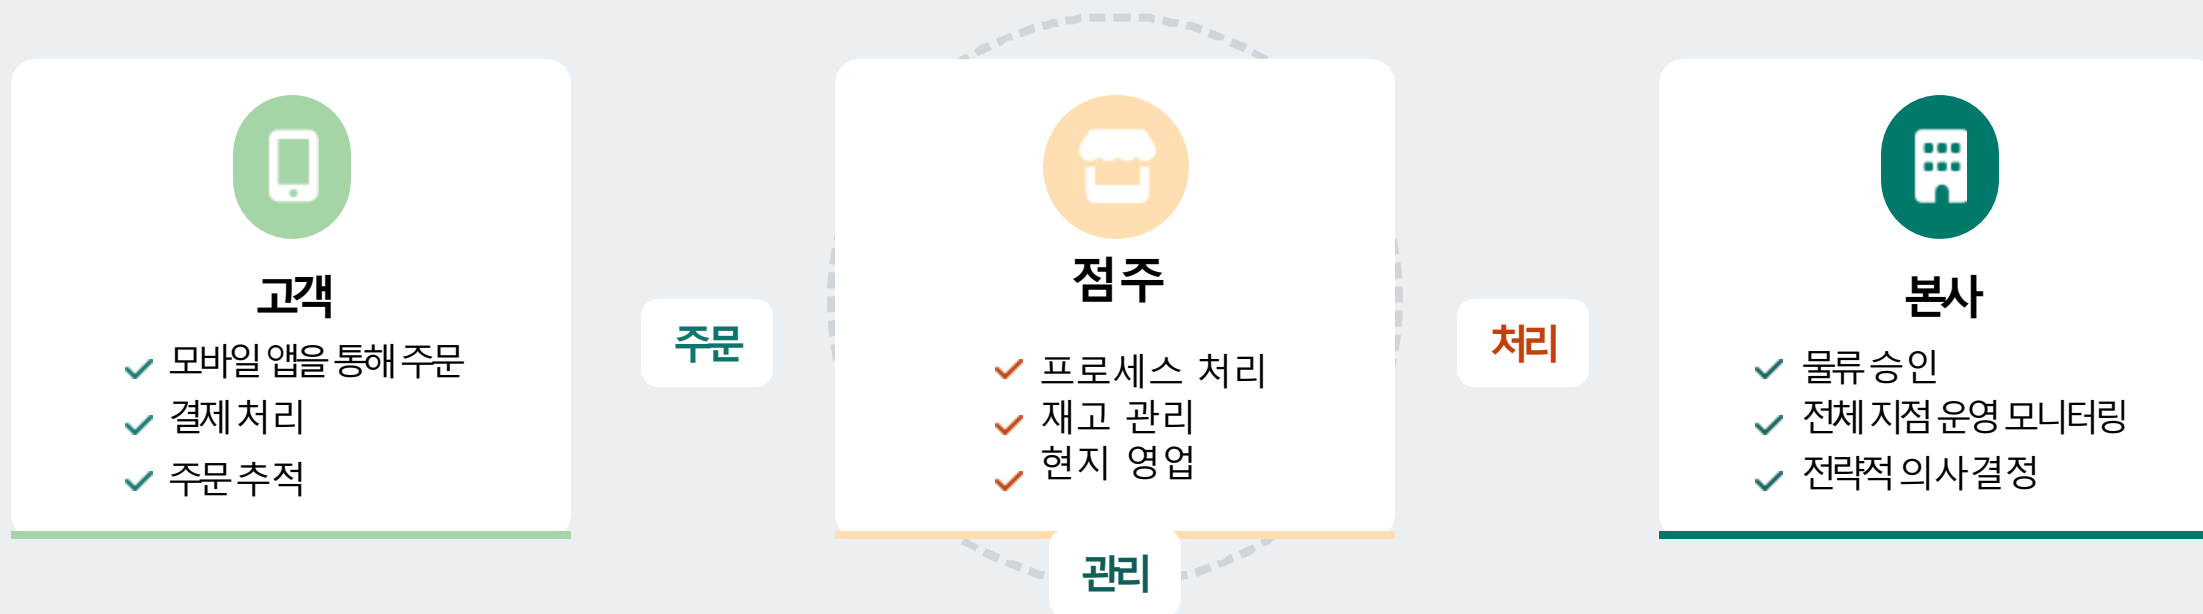 고객
모바일 앱을 통해 주문
결제 처리
주문 추적
주문
점주
프로세스 처리
재고 관리
현지 영업
관리
처리
본사
물류 승인
전체 지점 운영 모니터링
전략적 의사결정